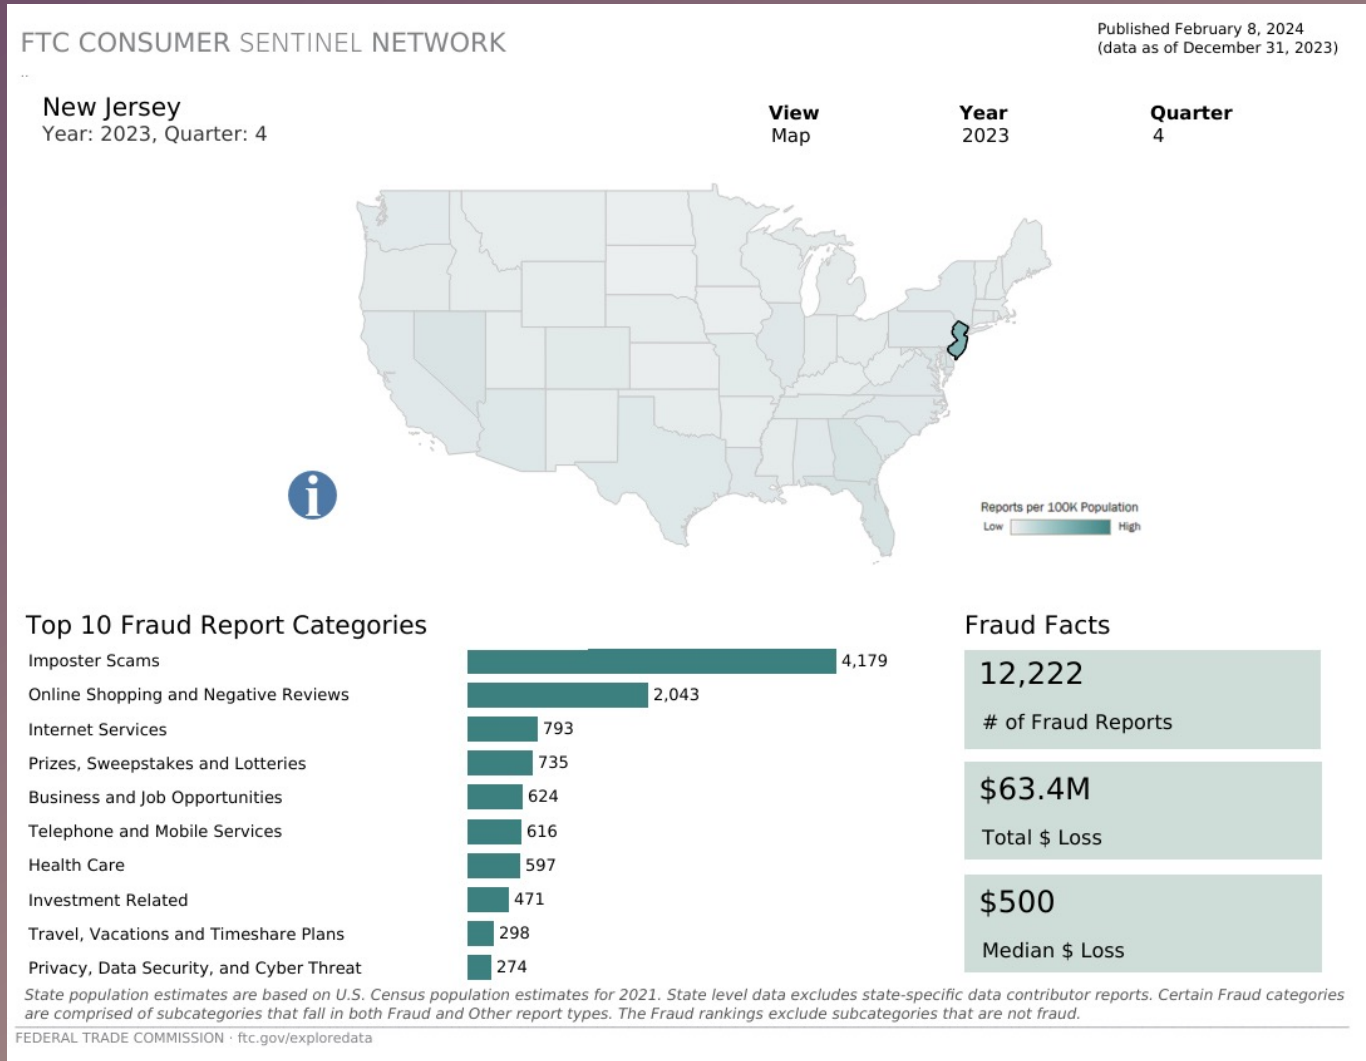 FTC CONSUMER SENTINEL NETWORK
Published February 8, 2024
(data as of December 31, 2023)
..
New Jersey
Year: 2023, Quarter: 4
View
Map
Year
2023
Quarter
4
i
Reports per 100K Population
Low High
Top 10 Fraud Report Categories
Imposter Scams 4,179
Online Shopping and Negative Reviews 2,043
Internet Services 793
Prizes, Sweepstakes and Lotteries 735
Business and Job Opportunities 624
Telephone and Mobile Services 616
Health Care 597
Investment Related 471
Travel, Vacations and Timeshare Plans 298
Privacy, Data Security, and Cyber Threat 274
Fraud Facts
12,222
# of Fraud Reports
$63.4M
Total $ Loss
$500
Median $ Loss
State population estimates are based on U.S. Census population estimates for 2021. State level data excludes state-specific data contributor reports. Certain Fraud categories
are comprised of subcategories that fall in both Fraud and Other report types. The Fraud rankings exclude subcategories that are not fraud.
FEDERAL TRADE COMMISSION · ftc.gov/exploredata